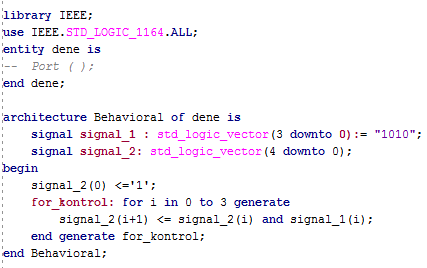 library IEEE;
use IEEE.STD_LOGIC_1164.ALL;
entity dene is
--  Port ( );
end dene;

architecture Behavioral of dene is
    signal signal_1 : std_logic_vector(3 downto 0):= "1010";
    signal signal_2: std_logic_vector(4 downto 0);
begin
    signal_2(0) <='1';
    for_kontrol: for i in 0 to 3 generate
        signal_2(i+1) <= signal_2(i) and signal_1(i);
    end generate for_kontrol;
end Behavioral;